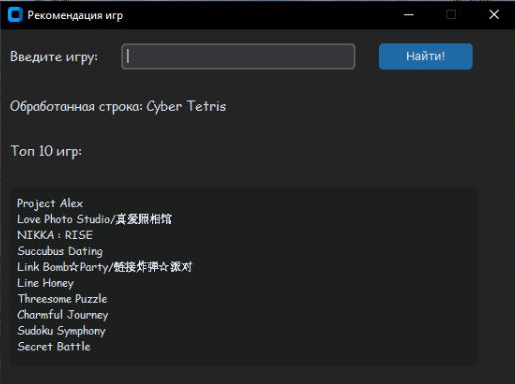 Рекомендация игр
Введите игру:
Найти!
Обработанная строка: Cyber Tetris
Топ 10 игр:
Project Alex
Love Photo Studio/真爱照相馆
NIKKA : RISE
Succubus Dating
Link Bomb☆Party/链接炸弹☆派对
Line Honey
Threesome Puzzle
Charmful Journey
Sudoku Symphony
Secret Battle